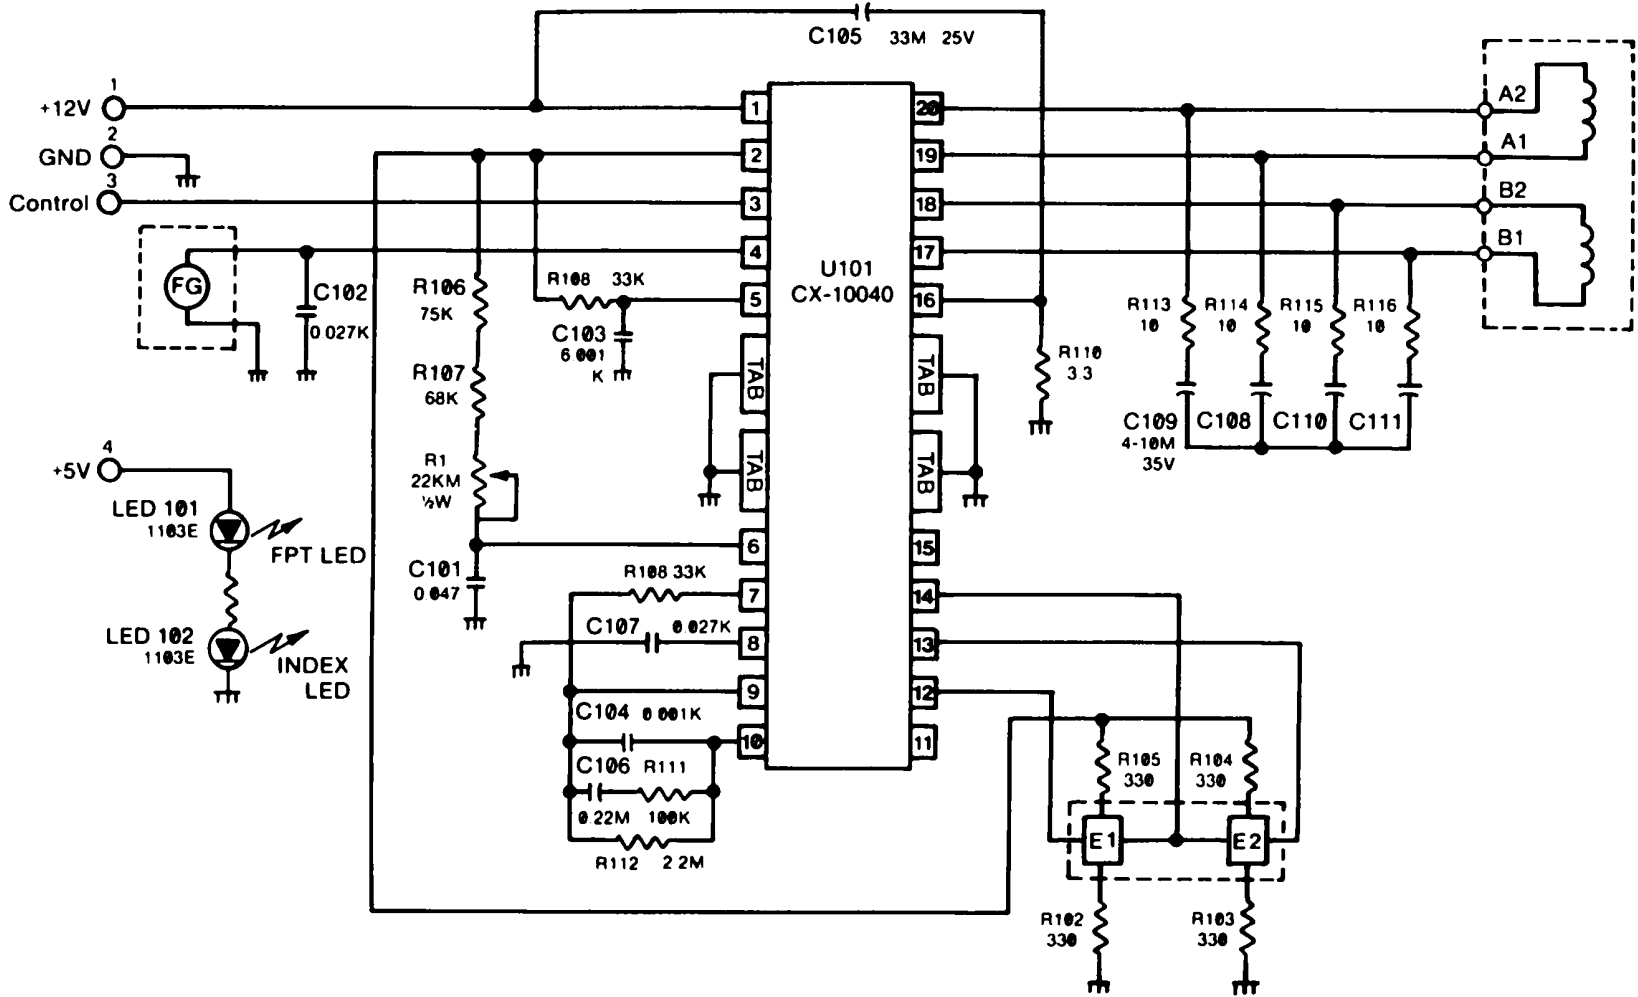 C105 33M 25V
1
+12V
2
GND
3
Control
FG
C102
0.027K
R106
75K
R107
68K
R1
22KM
½W
C101
0.047
R108 33K
C103
6 001
K
4
+5V
LED 101
1103E
FPT LED
LED 102
1103E
INDEX
LED
R108 33K
C107 0.027K
C104 0 001K
C106 R111
0.22M 100K
R112 2 2M
U101
CX-10040
1
2
3
4
5
TAB
TAB
6
7
8
9
10
20
19
18
17
16
TAB
TAB
15
14
13
12
11
R110
3.3
A2
A1
B2
B1
R113
10
R114
10
R115
10
R116
10
C109
4-10M
35V
C108
C110
C111
R105
330
R104
330
E1
E2
R102
330
R103
330